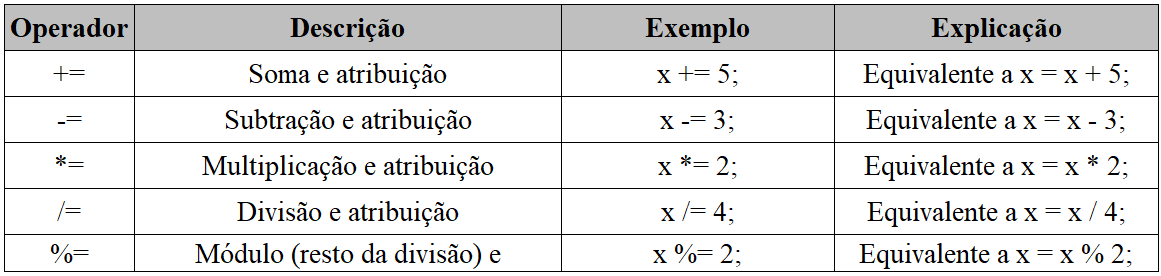 Operador Descrição Exemplo Explicação
+= Soma e atribuição x += 5; Equivalente a x = x + 5;
-= Subtração e atribuição x -= 3; Equivalente a x = x - 3;
*= Multiplicação e atribuição x *= 2; Equivalente a x = x * 2;
/= Divisão e atribuição x /= 4; Equivalente a x = x / 4;
%= Módulo (resto da divisão) e x %= 2; Equivalente a x = x % 2;